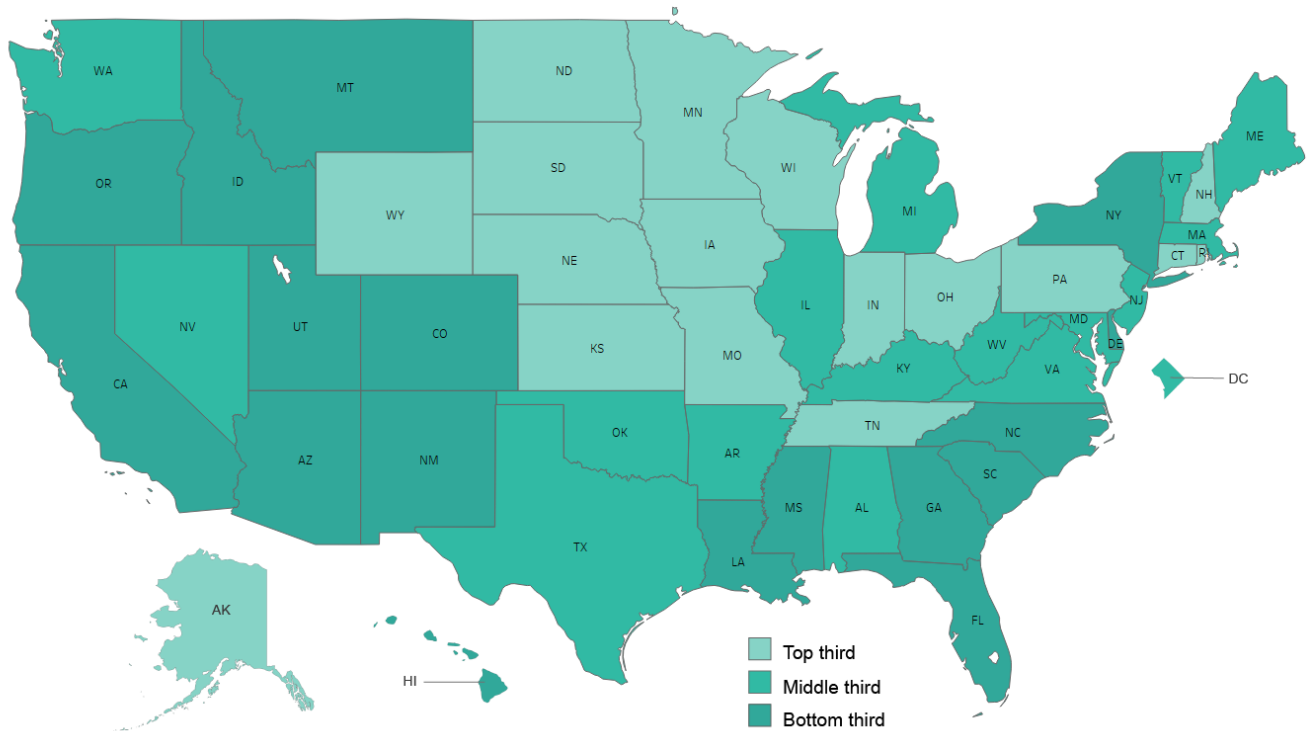 WA
MT
ND
MN
ME
OR
ID
SD
WI
VT
NH
WY
MI
NY
MA
IA
CT
RI
NE
PA
NV
UT
CO
IL
IN
OH
NJ
MD
KS
MO
WV
DE
CA
KY
VA
DC
OK
TN
NC
AZ
NM
AR
SC
MS
AL
GA
TX
LA
AK
FL
HI
Top third
Middle third
Bottom third